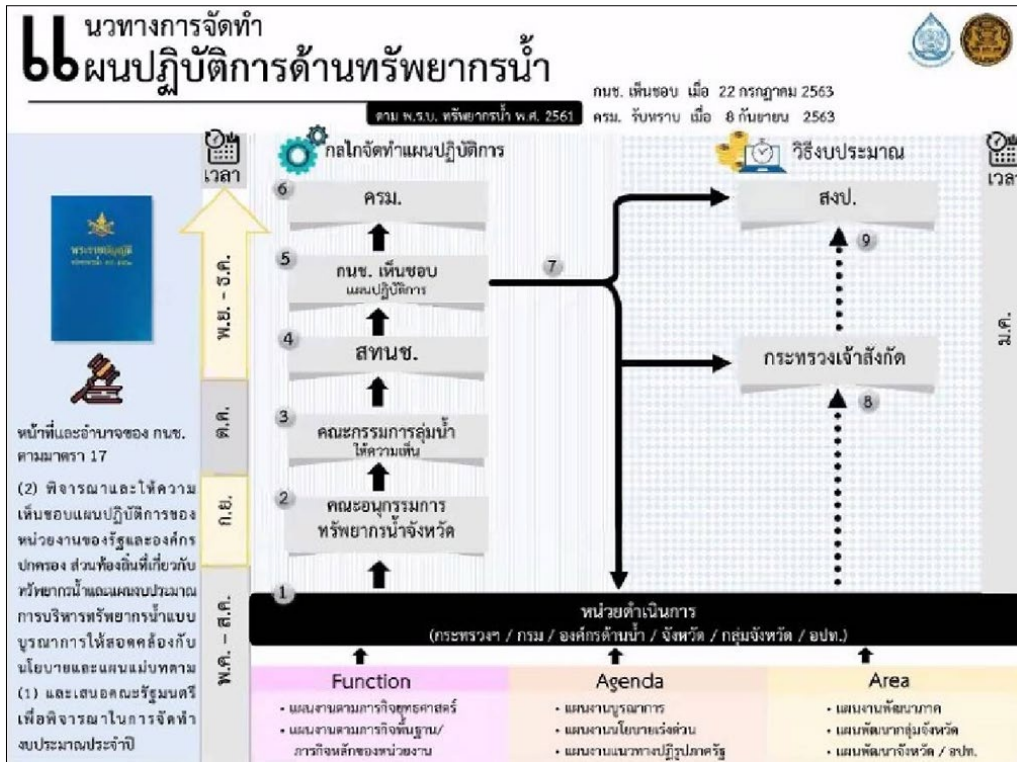 แนวทางการจัดทำ
แผนปฏิบัติการด้านทรัพยากรน้ำ
ตาม พ.ร.บ. ทรัพยากรน้ำ พ.ศ. 2561
กนช. เห็นชอบ เมื่อ 22 กรกฎาคม 2563
ครม. รับทราบ เมื่อ 8 กันยายน 2563
พระราชบัญญัติ
หน้าที่และอำนาจของ กนช.
ตามมาตรา 17
(2) พิจารณาและให้ความ
เห็นชอบแผนปฏิบัติการของ
หน่วยงานของรัฐและองค์กร
ปกครอง ส่วนท้องถิ่นที่เกี่ยวกับ
ทรัพยากรน้ำและแผนงบประมาณ
การบริหารทรัพยากรน้ำแบบ
บูรณาการให้สอดคล้องกับ
นโยบายและแผนแม่บทตาม
(1) และเสนอคณะรัฐมนตรี
เพื่อพิจารณาในการจัดทำ
งบประมาณประจำปี
เวลา
พ.ย. - ธ.ค.
ต.ค.
ก.ย.
พ.ค. - ส.ค.
กลไกจัดทำแผนปฏิบัติการ
6
ครม.
5
กนช. เห็นชอบ
แผนปฏิบัติการ
4
สทนช.
3
คณะกรรมการลุ่มน้ำ
ให้ความเห็น
2
คณะอนุกรรมการ
ทรัพยากรน้ำจังหวัด
1
7
วิธีงบประมาณ
สงป.
9
กระทรวงเจ้าสังกัด
8
เวลา
ม.ค.
หน่วยดำเนินการ
(กระทรวงฯ / กรม / องค์กรด้านน้ำ / จังหวัด / กลุ่มจังหวัด / อปท.)
Function
• แผนงานตามภารกิจยุทธศาสตร์
• แผนงานตามภารกิจพื้นฐาน/
ภารกิจหลักของหน่วยงาน
Agenda
• แผนงานบูรณาการ
• แผนงานนโยบายเร่งด่วน
• แผนงานแนวทางปฏิรูปภาครัฐ
Area
• แผนงานพัฒนาภาค
• แผนพัฒนากลุ่มจังหวัด
• แผนพัฒนาจังหวัด / อปท.